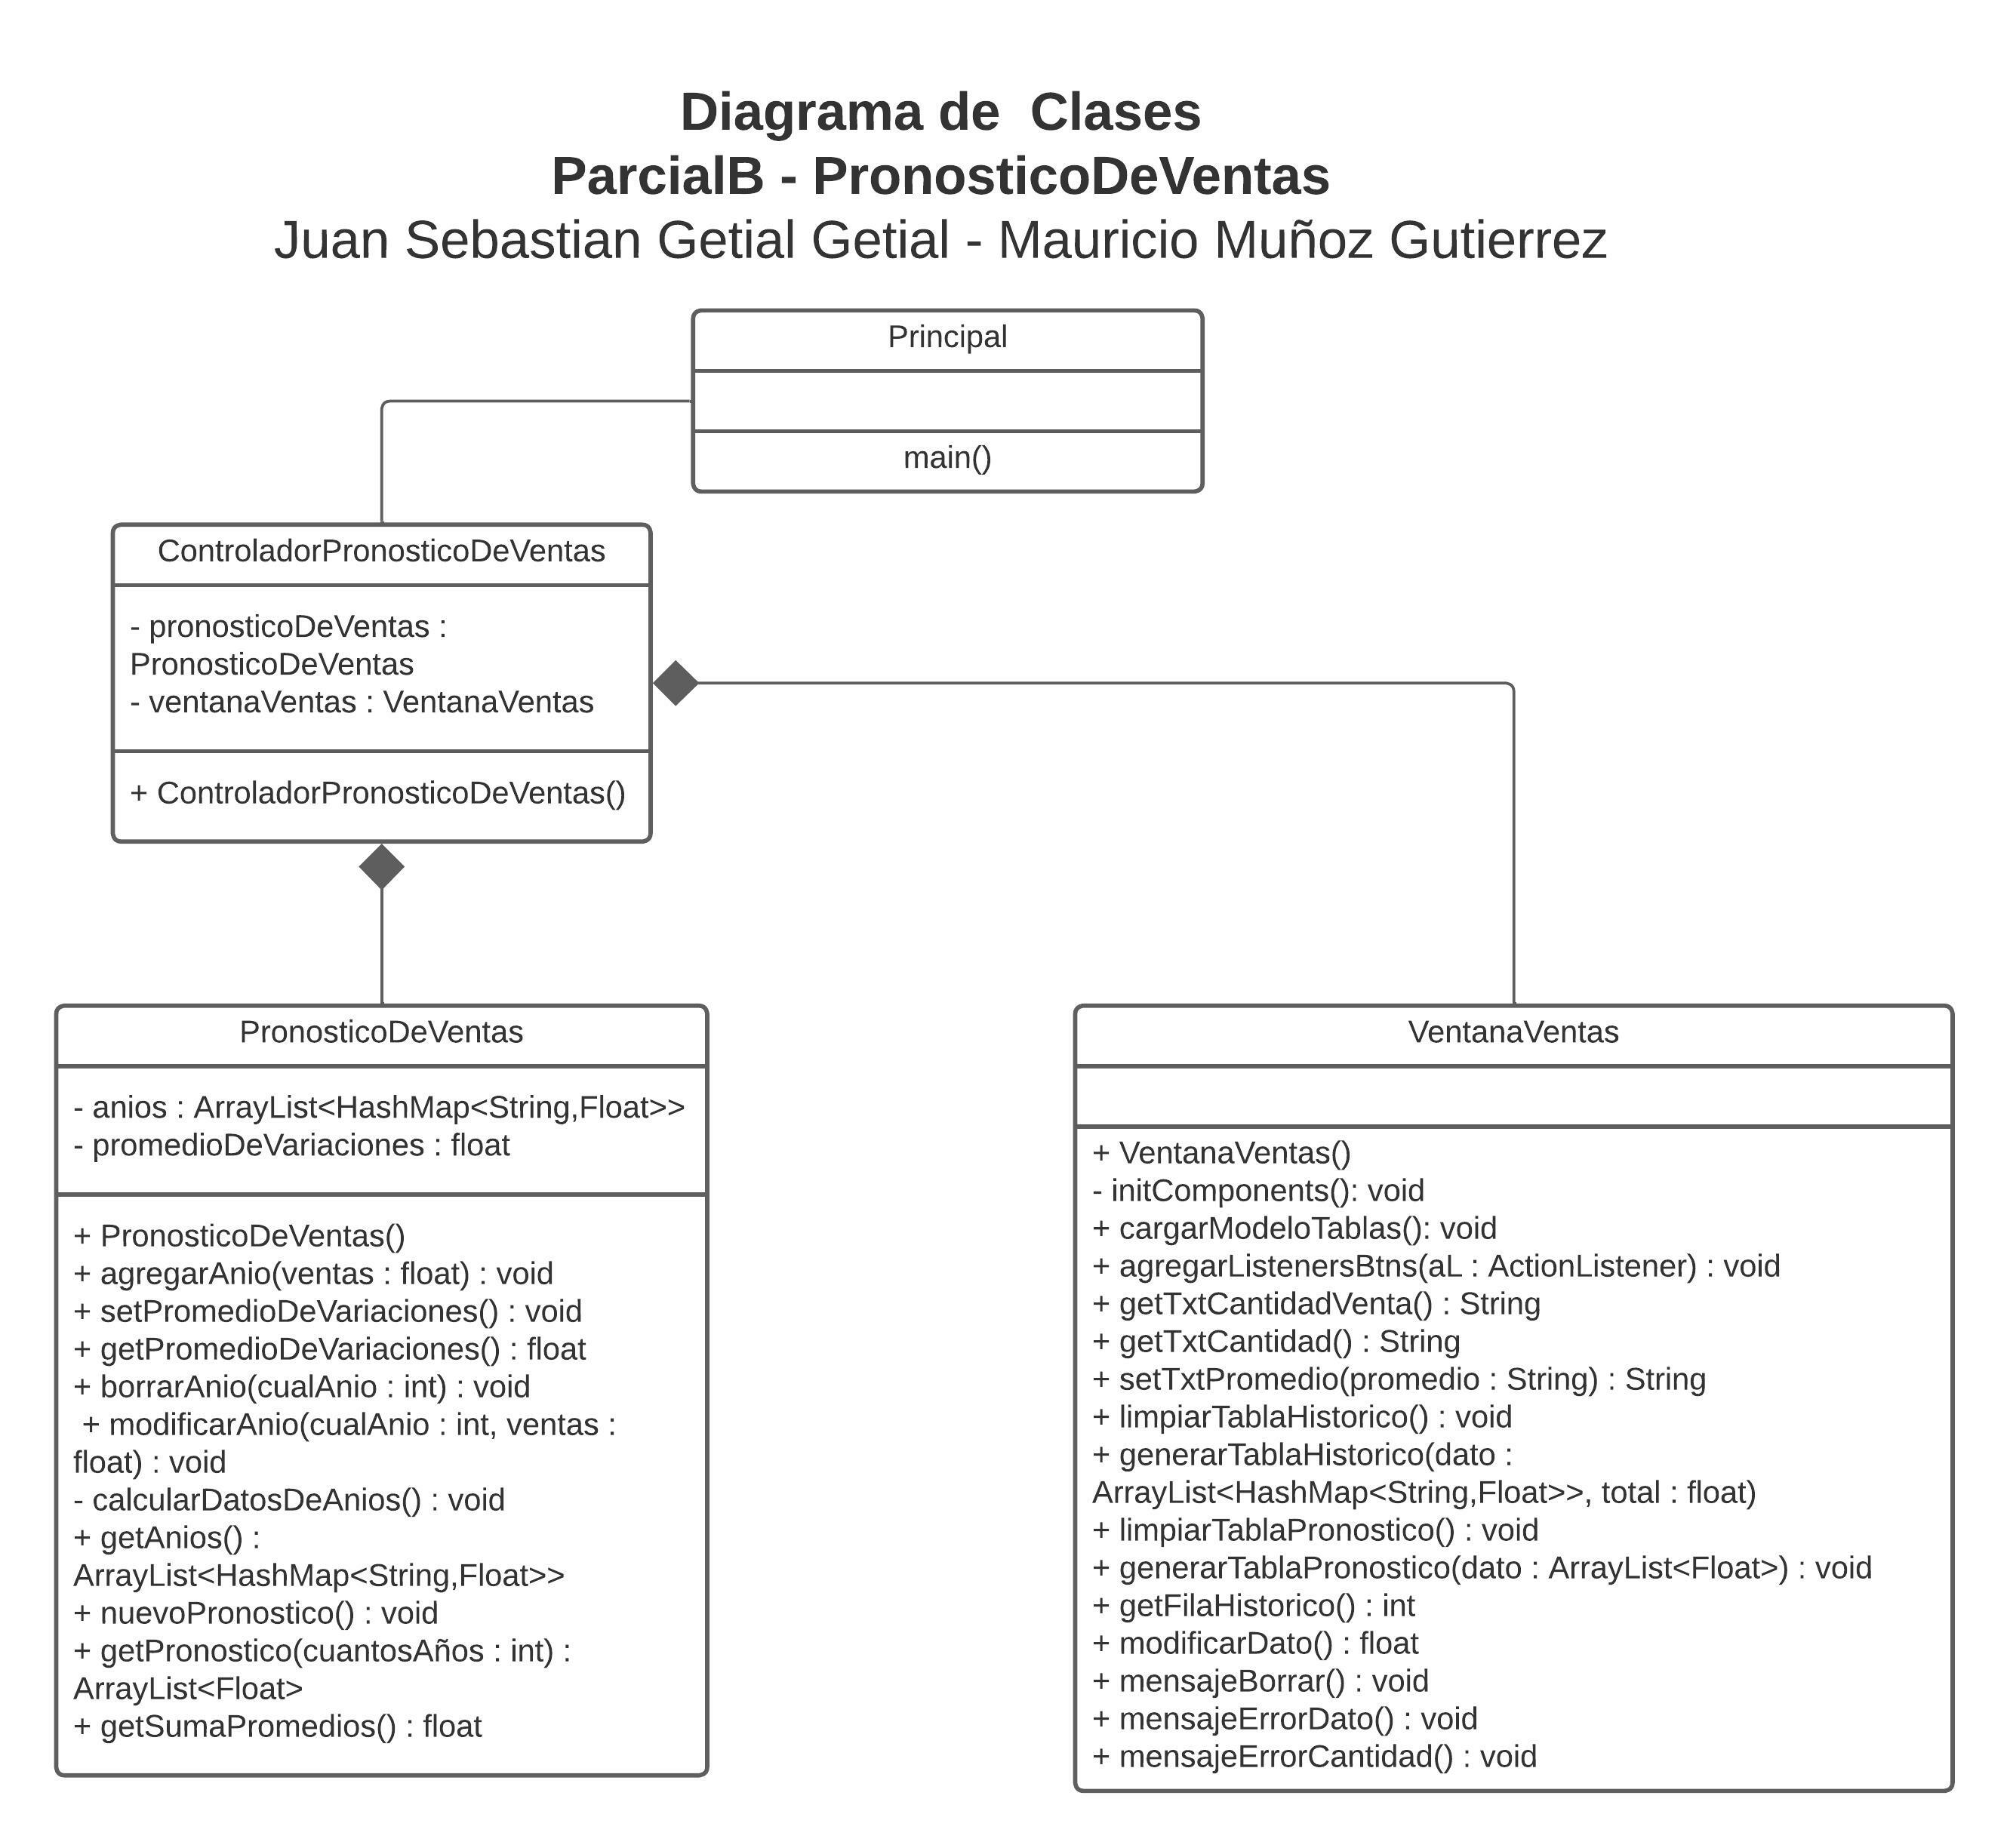 Diagrama de  Clases
ParcialB - PronosticoDeVentas
Juan Sebastian Getial Getial - Mauricio Muñoz Gutierrez
Principal
main()
ControladorPronosticoDeVentas
- pronosticoDeVentas :
PronosticoDeVentas
- ventanaVentas : VentanaVentas
+ ControladorPronosticoDeVentas()
PronosticoDeVentas
- anios : ArrayList<HashMap<String,Float>>
- promedioDeVariaciones : float
+ PronosticoDeVentas()
+ agregarAnio(ventas : float) : void
+ setPromedioDeVariaciones() : void
+ getPromedioDeVariaciones() : float
+ borrarAnio(cualAnio : int) : void
+ modificarAnio(cualAnio : int, ventas :
float) : void
- calcularDatosDeAnios() : void
+ getAnios() :
ArrayList<HashMap<String,Float>>
+ nuevoPronostico() : void
+ getPronostico(cuantosAños : int) :
ArrayList<Float>
+ getSumaPromedios() : float
VentanaVentas
+ VentanaVentas()
- initComponents(): void
+ cargarModeloTablas(): void
+ agregarListenersBtns(aL : ActionListener) : void
+ getTxtCantidadVenta() : String
+ getTxtCantidad() : String
+ setTxtPromedio(promedio : String) : String
+ limpiarTablaHistorico() : void
+ generarTablaHistorico(dato :
ArrayList<HashMap<String,Float>>, total : float)
+ limpiarTablaPronostico() : void
+ generarTablaPronostico(dato : ArrayList<Float>) : void
+ getFilaHistorico() : int
+ modificarDato() : float
+ mensajeBorrar() : void
+ mensajeErrorDato() : void
+ mensajeErrorCantidad() : void